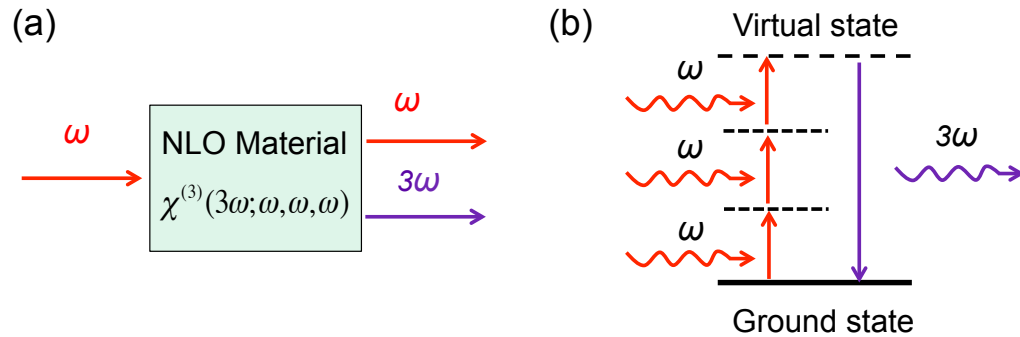 (a)
ω
NLO Material
χ⁽³⁾(3ω;ω,ω,ω)
ω
3ω
(b)
Virtual state
ω
ω
ω
3ω
Ground state